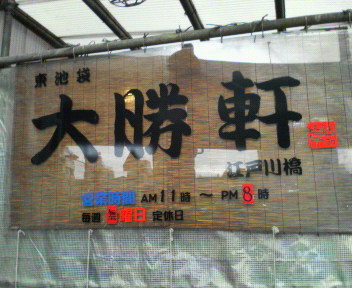 東池袋
大勝軒
江戸川橋
営業時間 AM11時 〜 PM8時
毎週 曜日 定休日